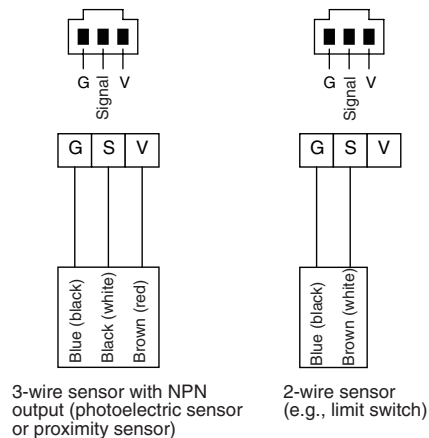 G Signal V
G S V
Blue (black)
Black (white)
Brown (red)
3-wire sensor with NPN
output (photoelectric sensor
or proximity sensor)
G Signal V
G S V
Blue (black)
Brown (white)
2-wire sensor
(e.g., limit switch)